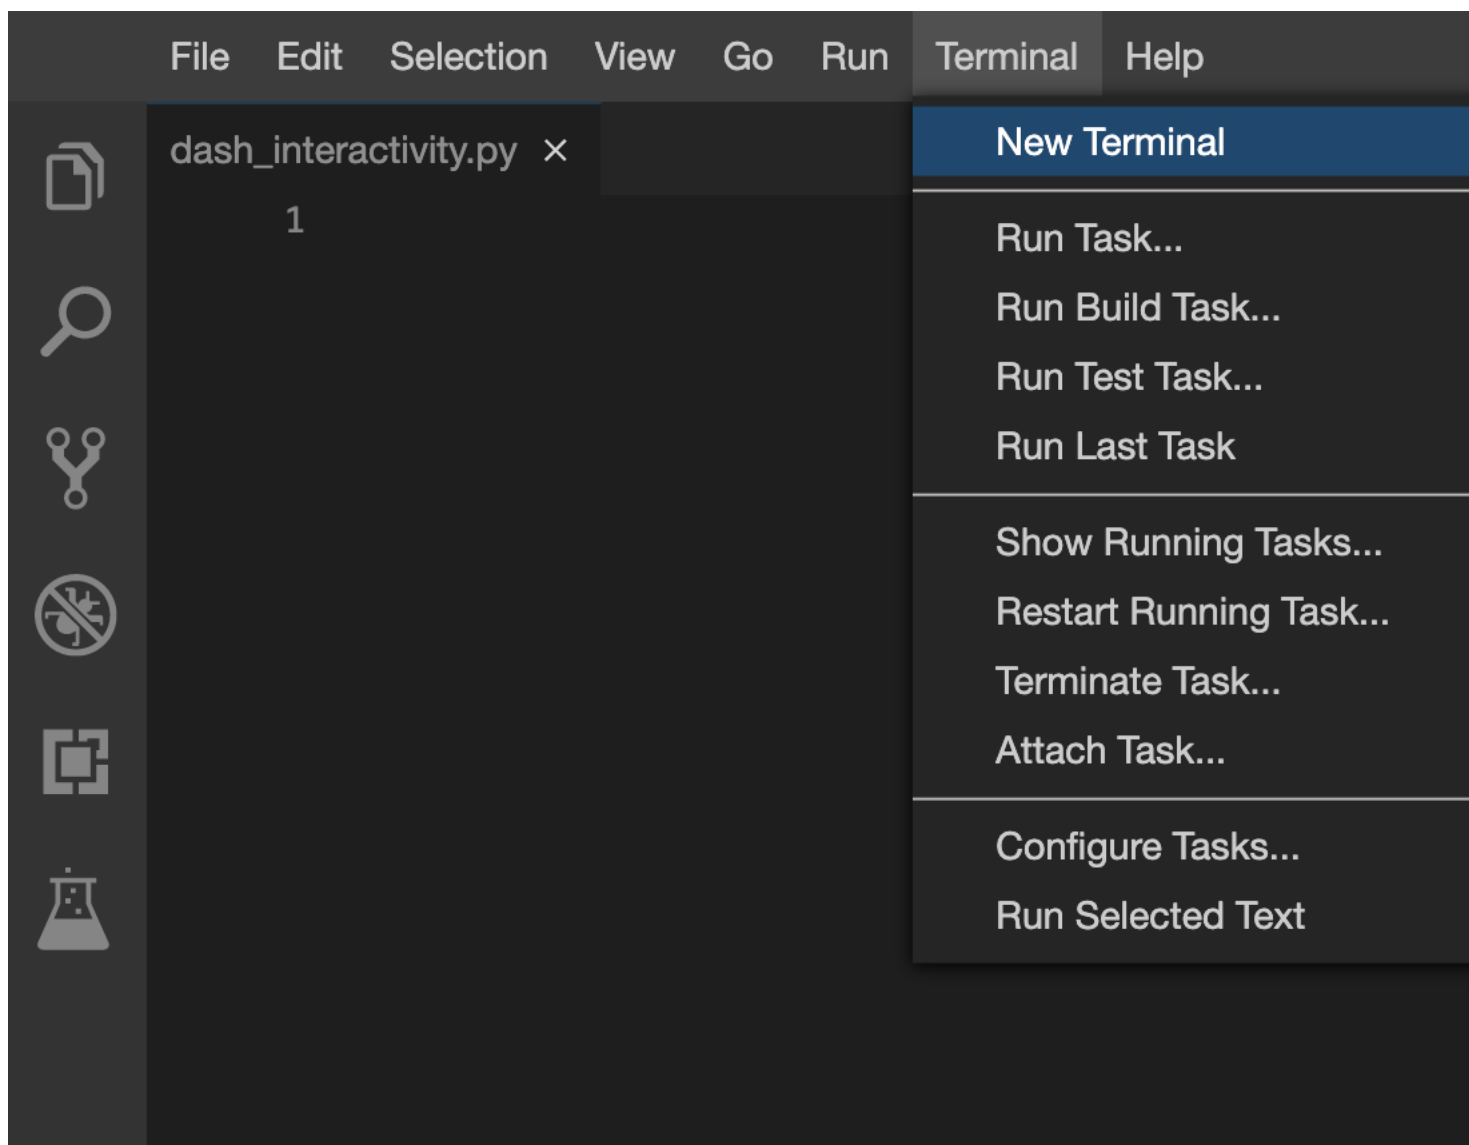 File Edit Selection View Go Run Terminal Help
dash_interactivity.py ×
1
New Terminal
Run Task...
Run Build Task...
Run Test Task...
Run Last Task
Show Running Tasks...
Restart Running Task...
Terminate Task...
Attach Task...
Configure Tasks...
Run Selected Text